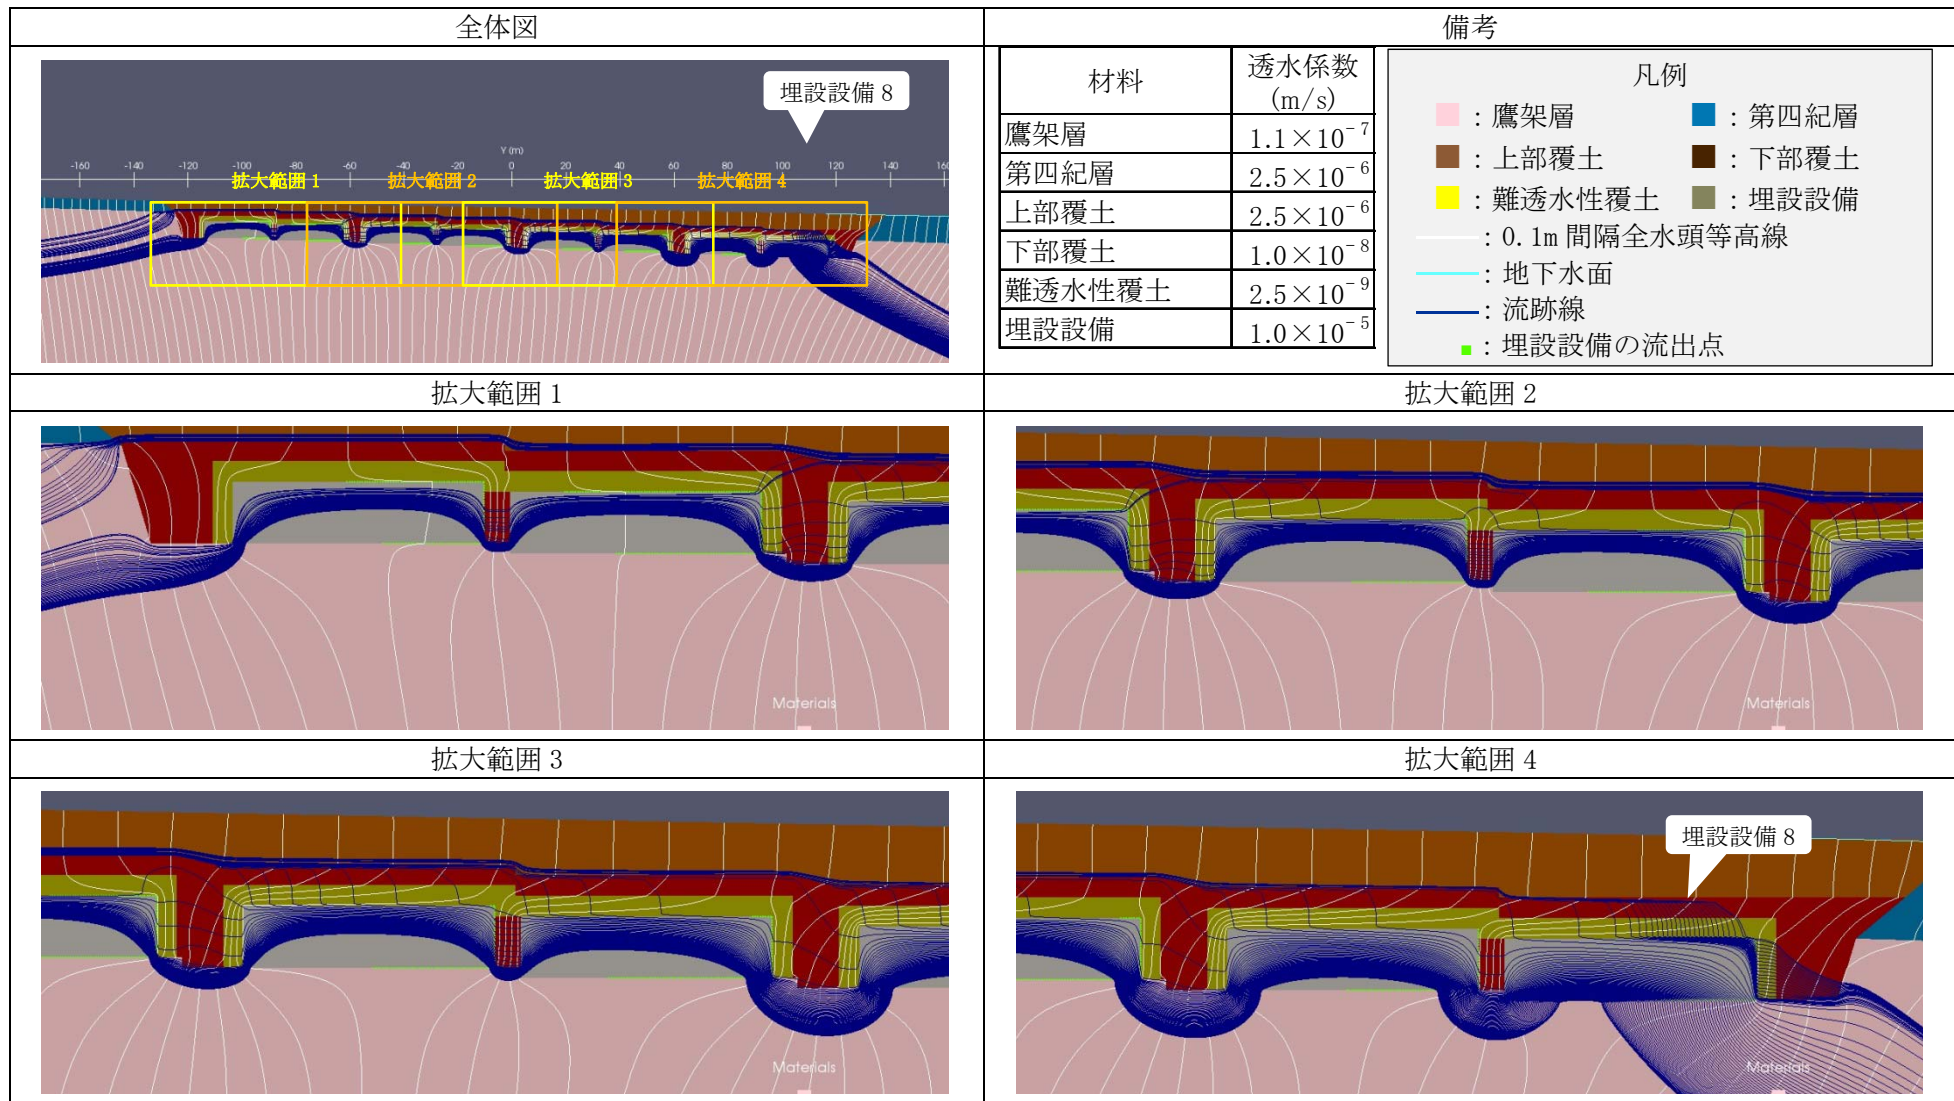 全体図
備考
埋設設備 8
Y (m)
-160 -140 -120 -100 -80 -60 -40 -20 0 20 40 60 80 100 120 140 160
拡大範囲 1 拡大範囲 2 拡大範囲 3 拡大範囲 4
材料 透水係数 (m/s)
鷹架層 1.1×10⁻⁷
第四紀層 2.5×10⁻⁶
上部覆土 2.5×10⁻⁶
下部覆土 1.0×10⁻⁸
難透水性覆土 2.5×10⁻⁹
埋設設備 1.0×10⁻⁵
凡例
：鷹架層 ：第四紀層
：上部覆土 ：下部覆土
：難透水性覆土 ：埋設設備
：0.1m 間隔全水頭等高線
：地下水面
：流跡線
：埋設設備の流出点
拡大範囲 1
拡大範囲 2
Materials
Materials
拡大範囲 3
拡大範囲 4
埋設設備 8
Materials
Materials